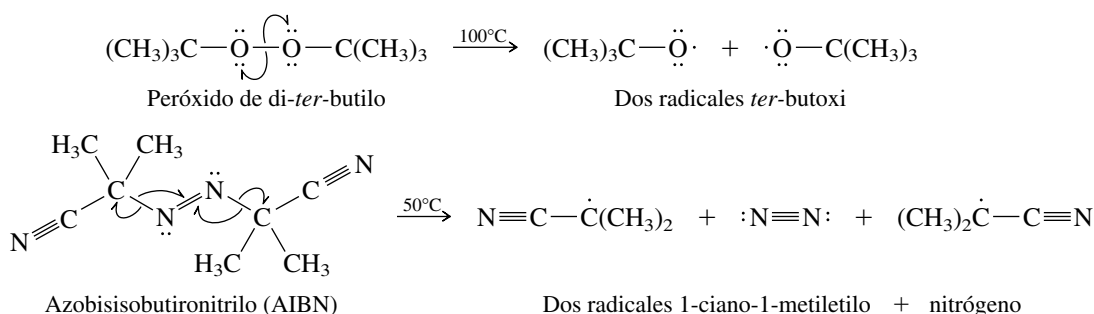 (CH₃)₃C—Ö—Ö—C(CH₃)₃ 100°C (CH₃)₃C—Ö· + ·Ö—C(CH₃)₃
Peróxido de di-ter-butilo Dos radicales ter-butoxi
H₃C CH₃
N≡C C N=N C C≡N
H₃C CH₃
50°C N≡C—Ċ(CH₃)₂ + :N≡N: + (CH₃)₂Ċ—C≡N
Azobisisobutironitrilo (AIBN) Dos radicales 1-ciano-1-metiletilo + nitrógeno